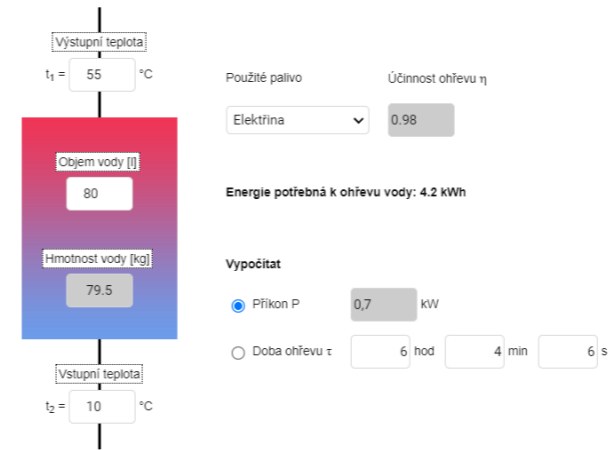 Výstupní teplota
t₁ = 55 °C
Objem vody [l]
80
Hmotnost vody [kg]
79.5
Vstupní teplota
t₂ = 10 °C
Použité palivo Účinnost ohřevu η
Elektřina 0.98
Energie potřebná k ohřevu vody: 4.2 kWh
Vypočítat
Příkon P 0,7 kW
Doba ohřevu τ 6 hod 4 min 6 s